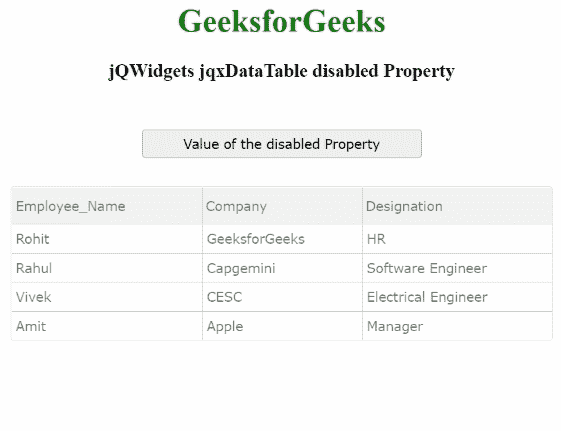 GeeksforGeeks
jQWidgets jqxDataTable disabled Property
Value of the disabled Property
Employee_Name Company Designation
Rohit GeeksforGeeks HR
Rahul Capgemini Software Engineer
Vivek CESC Electrical Engineer
Amit Apple Manager